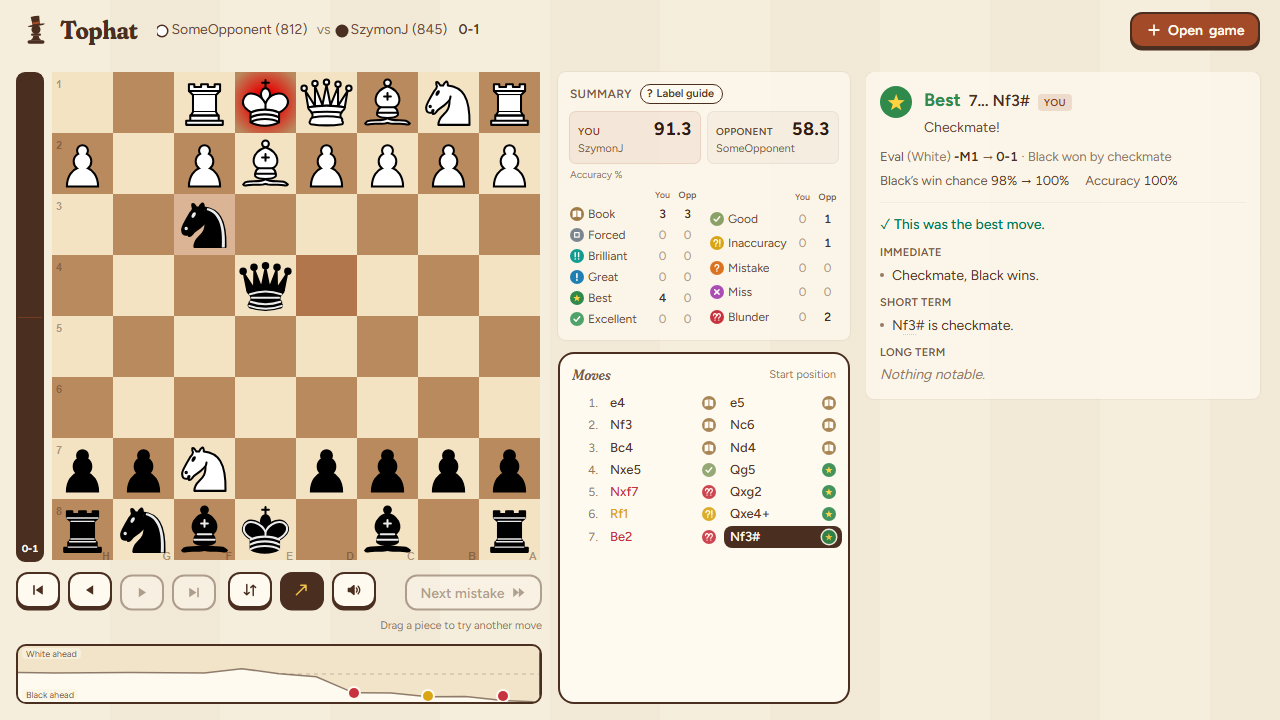 Tophat
SomeOpponent (812) vs SzymonJ (845) 0-1
+ Open game
1
2
3
4
5
6
7
8
H G F E D C B A
0-1
Next mistake
Drag a piece to try another move
White ahead
Black ahead
SUMMARY ? Label guide
YOU 91.3
SzymonJ
OPPONENT 58.3
SomeOpponent
Accuracy %
You Opp
Book 3 3
Forced 0 0
Brilliant 0 0
Great 0 0
Best 4 0
Excellent 0 0
You Opp
Good 0 1
Inaccuracy 0 1
Mistake 0 0
Miss 0 0
Blunder 0 2
Moves Start position
1. e4 e5
2. Nf3 Nc6
3. Bc4 Nd4
4. Nxe5 Qg5
5. Nxf7 Qxg2
6. Rf1 Qxe4+
7. Be2 Nf3#
Best 7... Nf3# YOU
Checkmate!
Eval (White) -M1 → 0-1 · Black won by checkmate
Black's win chance 98% → 100% Accuracy 100%
✓ This was the best move.
IMMEDIATE
• Checkmate, Black wins.
SHORT TERM
• Nf3# is checkmate.
LONG TERM
Nothing notable.